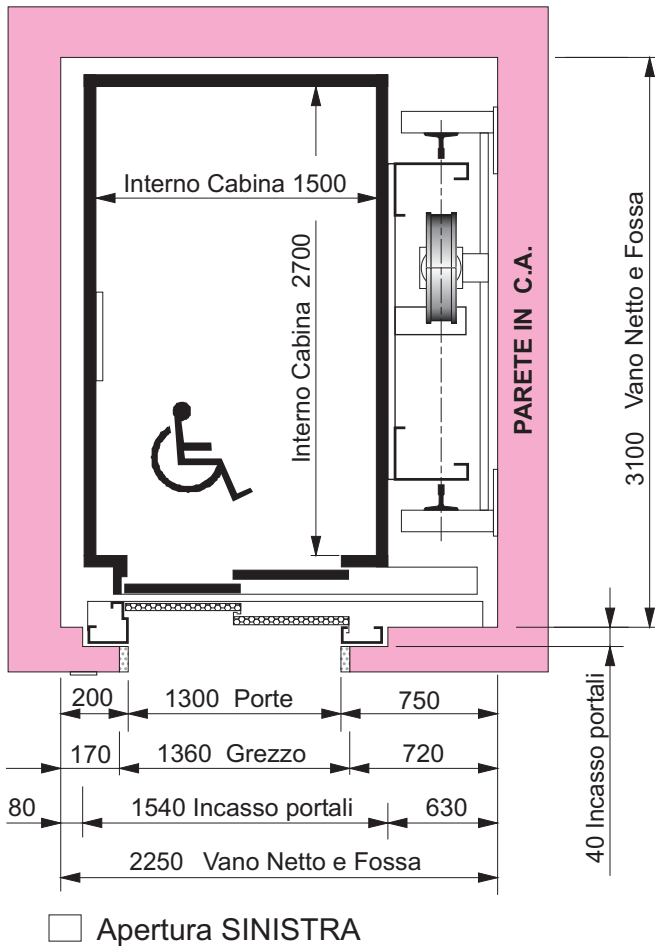 Interno Cabina 1500
Interno Cabina 2700
PARETE IN C.A.
3100 Vano Netto e Fossa
200
1300 Porte
750
170
1360 Grezzo
720
80
1540 Incasso portali
630
40 Incasso portali
2250 Vano Netto e Fossa
Apertura SINISTRA